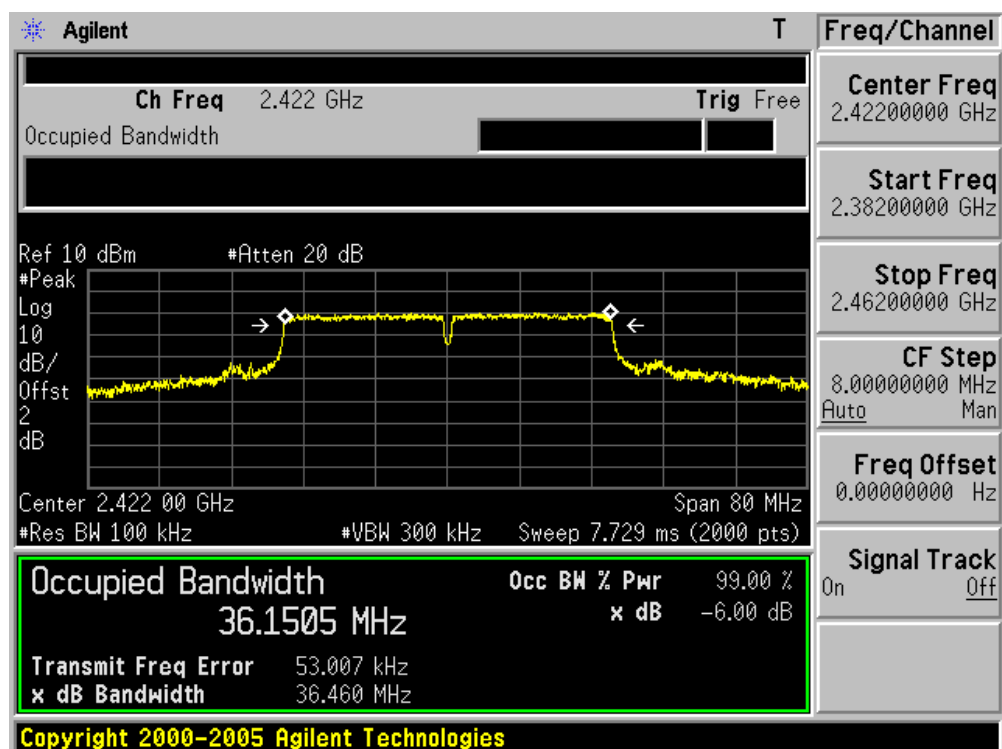 Agilent T
Ch Freq 2.422 GHz Trig Free
Occupied Bandwidth
Ref 10 dBm #Atten 20 dB
#Peak
Log
10
dB/
Offst
2
dB
Center 2.422 00 GHz Span 80 MHz
#Res BW 100 kHz #VBW 300 kHz Sweep 7.729 ms (2000 pts)
Occupied Bandwidth Occ BW % Pwr 99.00 %
36.1505 MHz x dB -6.00 dB
Transmit Freq Error 53.007 kHz
x dB Bandwidth 36.460 MHz
Copyright 2000-2005 Agilent Technologies
Freq/Channel
Center Freq
2.42200000 GHz
Start Freq
2.38200000 GHz
Stop Freq
2.46200000 GHz
CF Step
8.00000000 MHz
Auto Man
Freq Offset
0.00000000 Hz
Signal Track
On Off